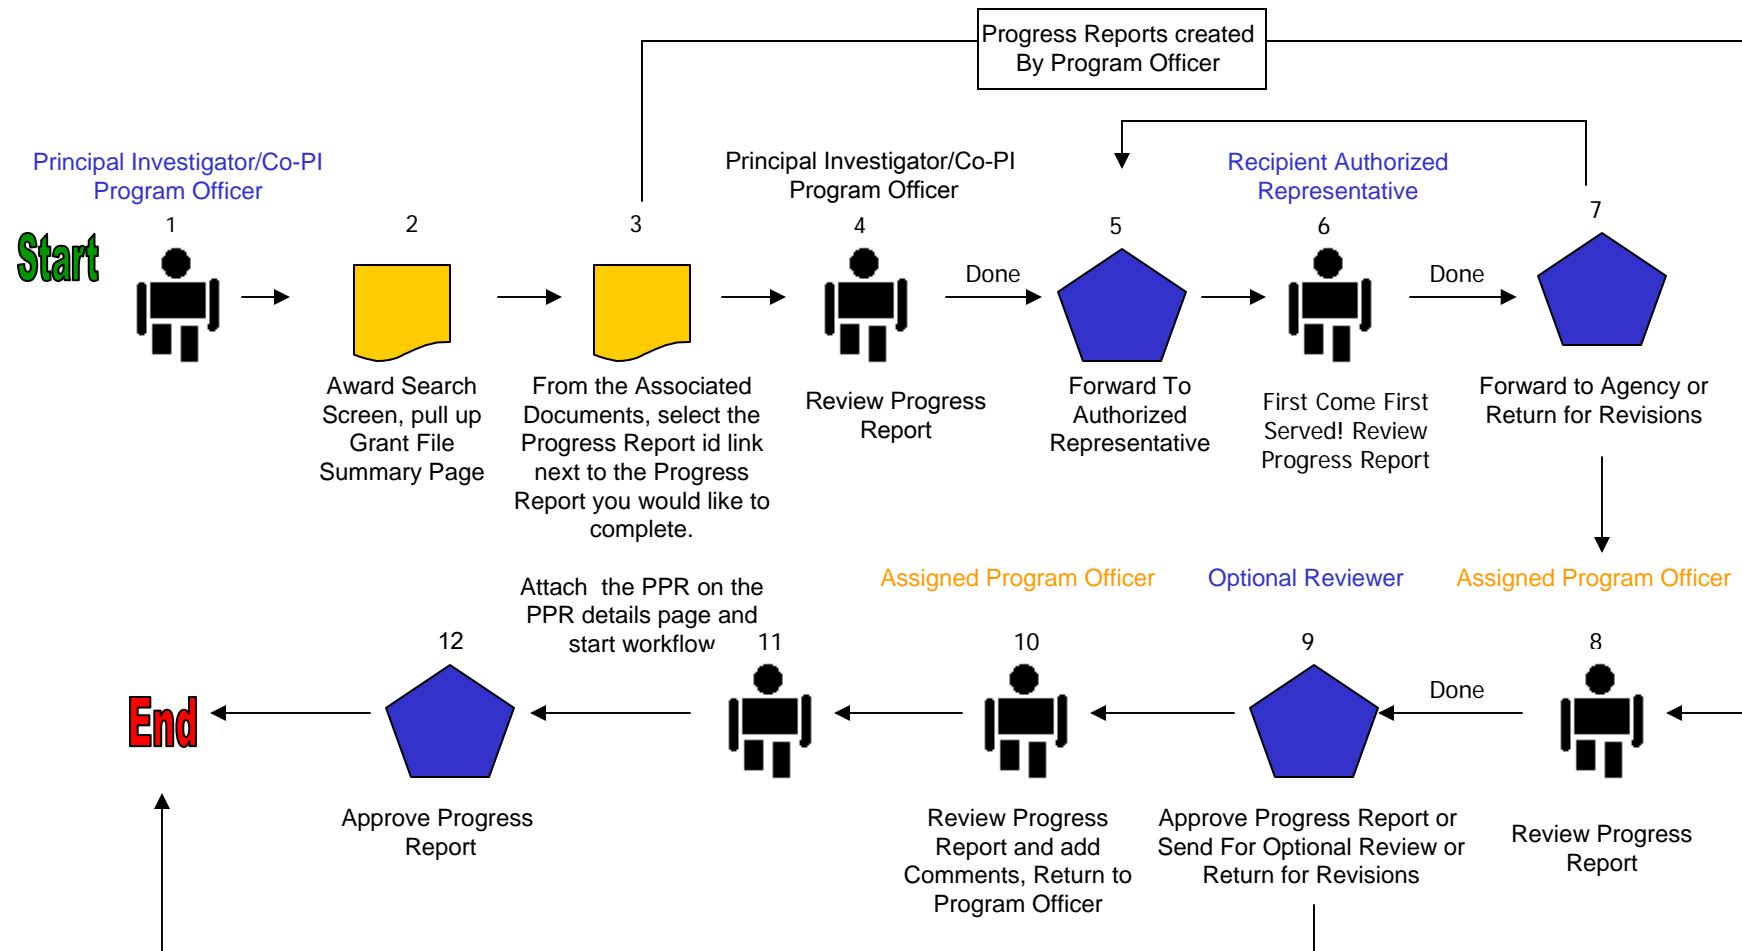 Progress Reports created
By Program Officer
Principal Investigator/Co-PI
Program Officer
Principal Investigator/Co-PI
Program Officer
Recipient Authorized
Representative
Start
1
2
3
4
5
6
7
Done
Done
Award Search
Screen, pull up
Grant File
Summary Page
From the Associated
Documents, select the
Progress Report id link
next to the Progress
Report you would like to
complete.
Attach the PPR on the
PPR details page and
start workflow
Review Progress
Report
Forward To
Authorized
Representative
First Come First
Served! Review
Progress Report
Forward to Agency or
Return for Revisions
Assigned Program Officer
Optional Reviewer
Assigned Program Officer
12
11
10
9
8
Done
End
Approve Progress
Report
Review Progress
Report and add
Comments, Return to
Program Officer
Approve Progress Report or
Send For Optional Review or
Return for Revisions
Review Progress
Report